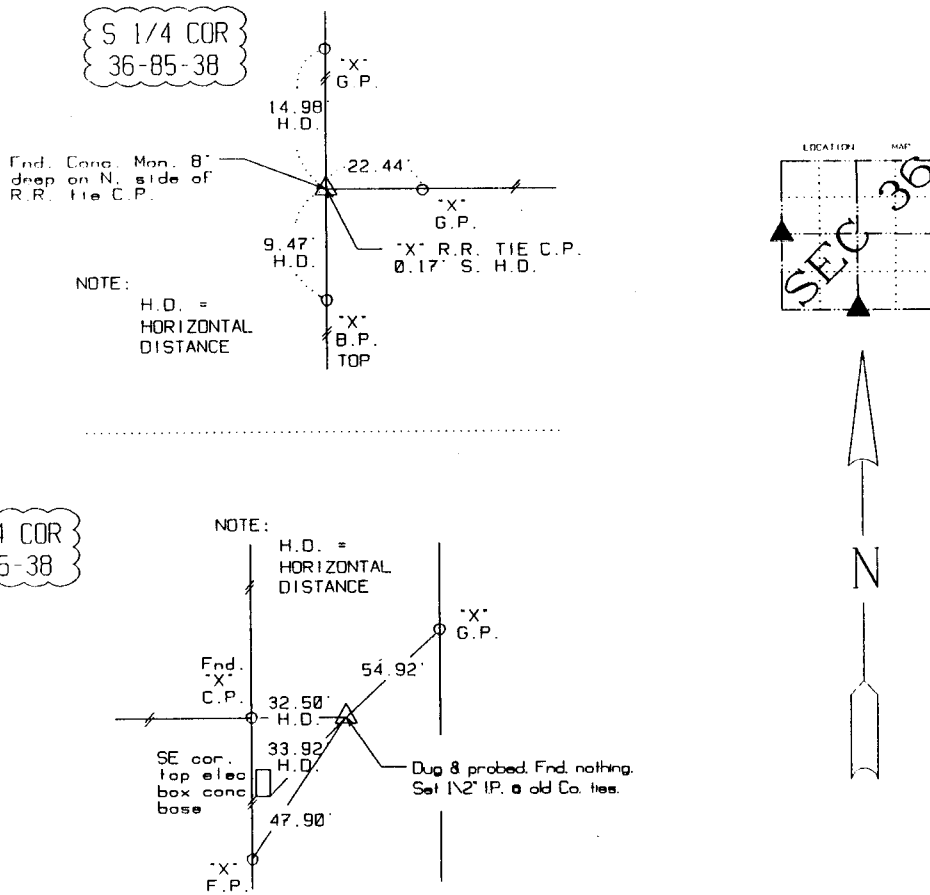 S 1/4 COR
36-85-38
"X"
G.P.
14.98'
H.D.
Fnd. Conc. Mon. 8"
deep on N. side of
R.R. tie C.P.
22.44'
"X"
G.P.
"X" R.R. TIE C.P.
0.17' S. H.D.
9.47'
H.D.
NOTE:
H.D. =
HORIZONTAL
DISTANCE
"X"
B.P.
TOP
LOCATION MAP
SEC 36
N
4 COR
5-38
NOTE:
H.D. =
HORIZONTAL
DISTANCE
"X"
G.P.
54.92'
Fnd.
"X"
C.P.
32.50'
H.D.
33.92
H.D.
SE cor.
top elec
box conc
base
Dug & probed. Fnd. nothing.
Set 1\2" IP. @ old Co. ties.
47.90'
"X"
F.P.